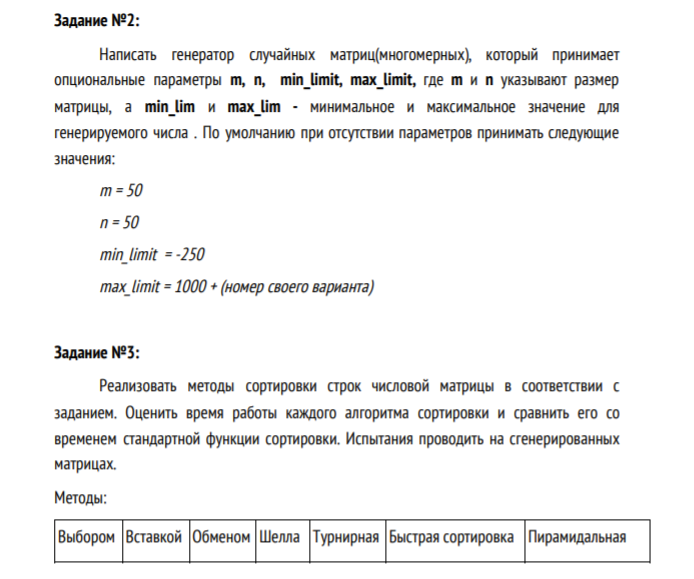 Задание №2:
Написать генератор случайных матриц(многомерных), который принимает
опциональные параметры m, n, min_limit, max_limit, где m и n указывают размер
матрицы, а min_lim и max_lim - минимальное и максимальное значение для
генерируемого числа . По умолчанию при отсутствии параметров принимать следующие
значения:
m = 50
n = 50
min_limit = -250
max_limit = 1000 + (номер своего варианта)
Задание №3:
Реализовать методы сортировки строк числовой матрицы в соответствии с
заданием. Оценить время работы каждого алгоритма сортировки и сравнить его со
временем стандартной функции сортировки. Испытания проводить на сгенерированных
матрицах.
Методы:
Выбором Вставкой Обменом Шелла Турнирная Быстрая сортировка Пирамидальная